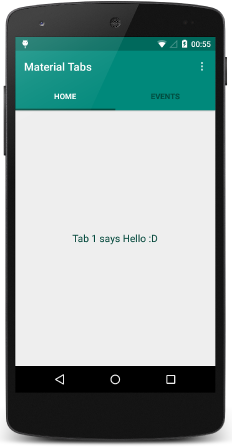 00:55
Material Tabs
HOME EVENTS
Tab 1 says Hello :D